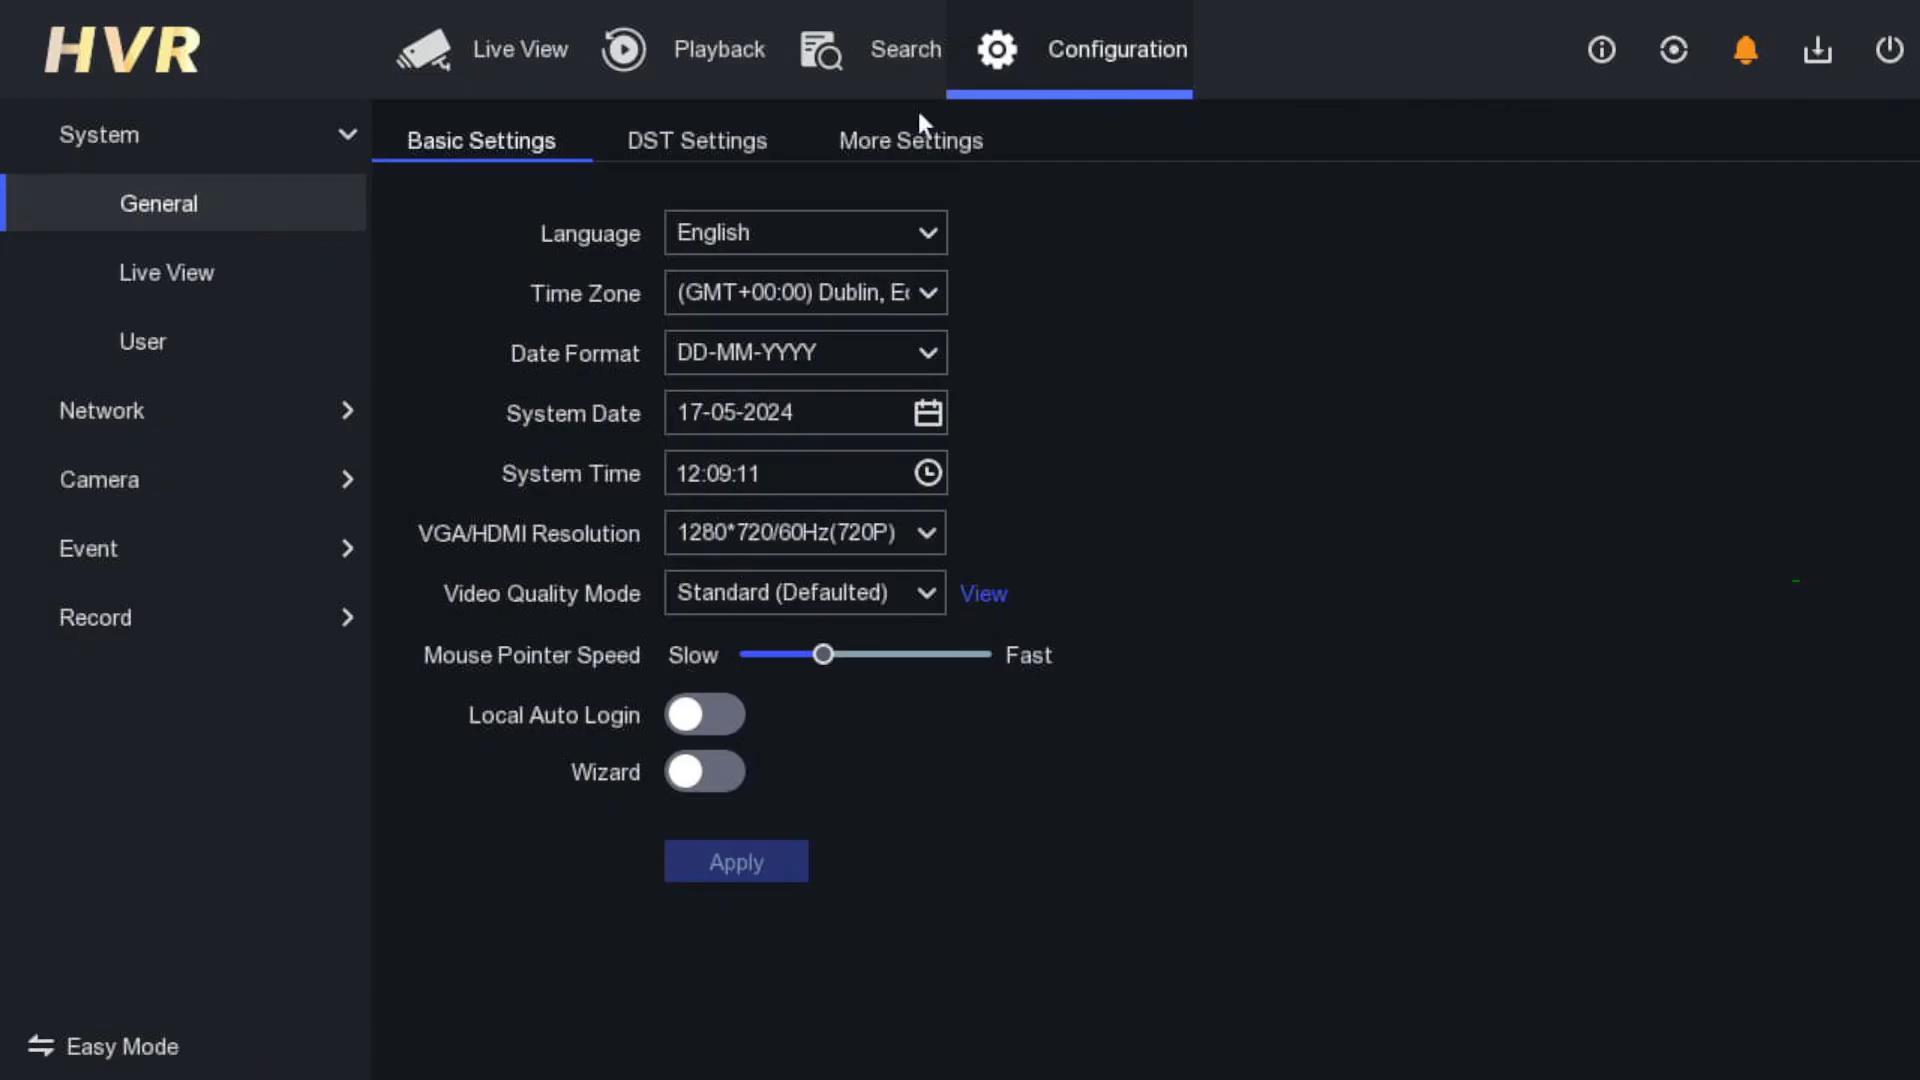 HVR
Live View
Playback
Search
Configuration
System
General
Live View
User
Network
Camera
Event
Record
Easy Mode
Basic Settings
DST Settings
More Settings
Language English
Time Zone (GMT+00:00) Dublin,
Date Format DD-MM-YYYY
System Date 17-05-2024
System Time 12:09:11
VGA/HDMI Resolution 1280*720/60Hz(720P)
Video Quality Mode Standard (Defaulted) View
Mouse Pointer Speed Slow Fast
Local Auto Login
Wizard
Apply